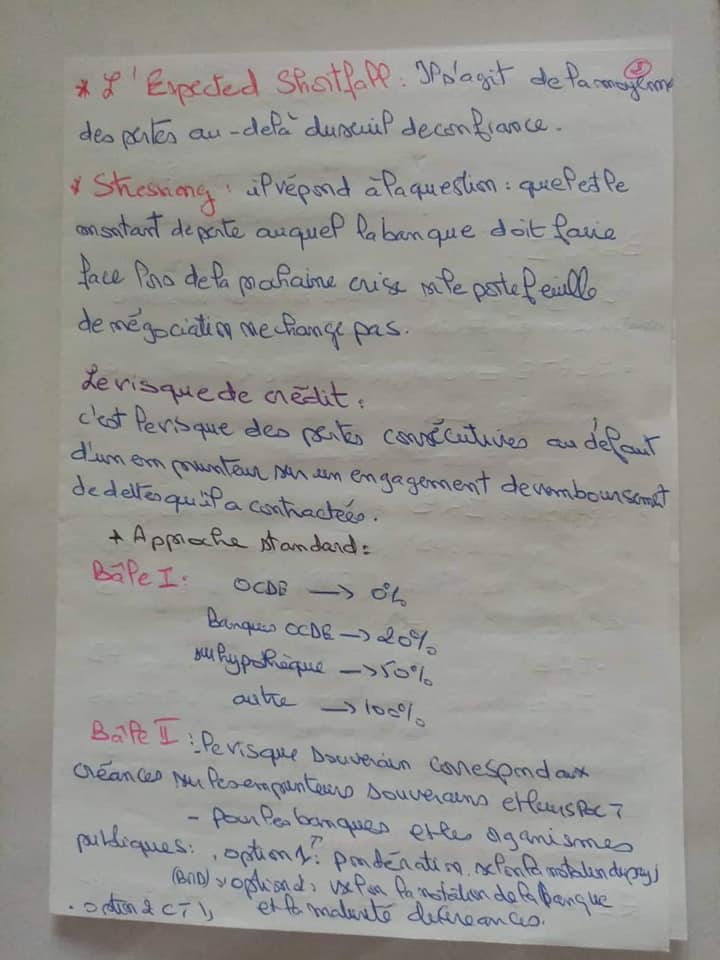 * L'Expected Shortfall : Il s'agit de la moyenne
des pertes au-delà du seuil de confiance.
* Stressing : il répond à la question : quel est le
montant de perte auquel la banque doit faire
face lors de la prochaine crise si le portefeuille
de négociation ne change pas.
Le risque de crédit :
c'est le risque des pertes consécutives au défaut
d'un emprunteur sur un engagement de remboursement
de dettes qu'il a contractées.
* Approche standard :
Bâle I : OCDE → 0%
Banques OCDE → 20%
sur hypothèque → 50%
autre → 100%
Bâle II : le risque souverain correspond aux
créances sur les emprunteurs souverains et leurs
- pour les banques et les organismes
publiques : . option 1 : pondération selon la notation du pays
(BND) option 2 : selon la notation de la banque
. option 2 CT et la maturité de créances.